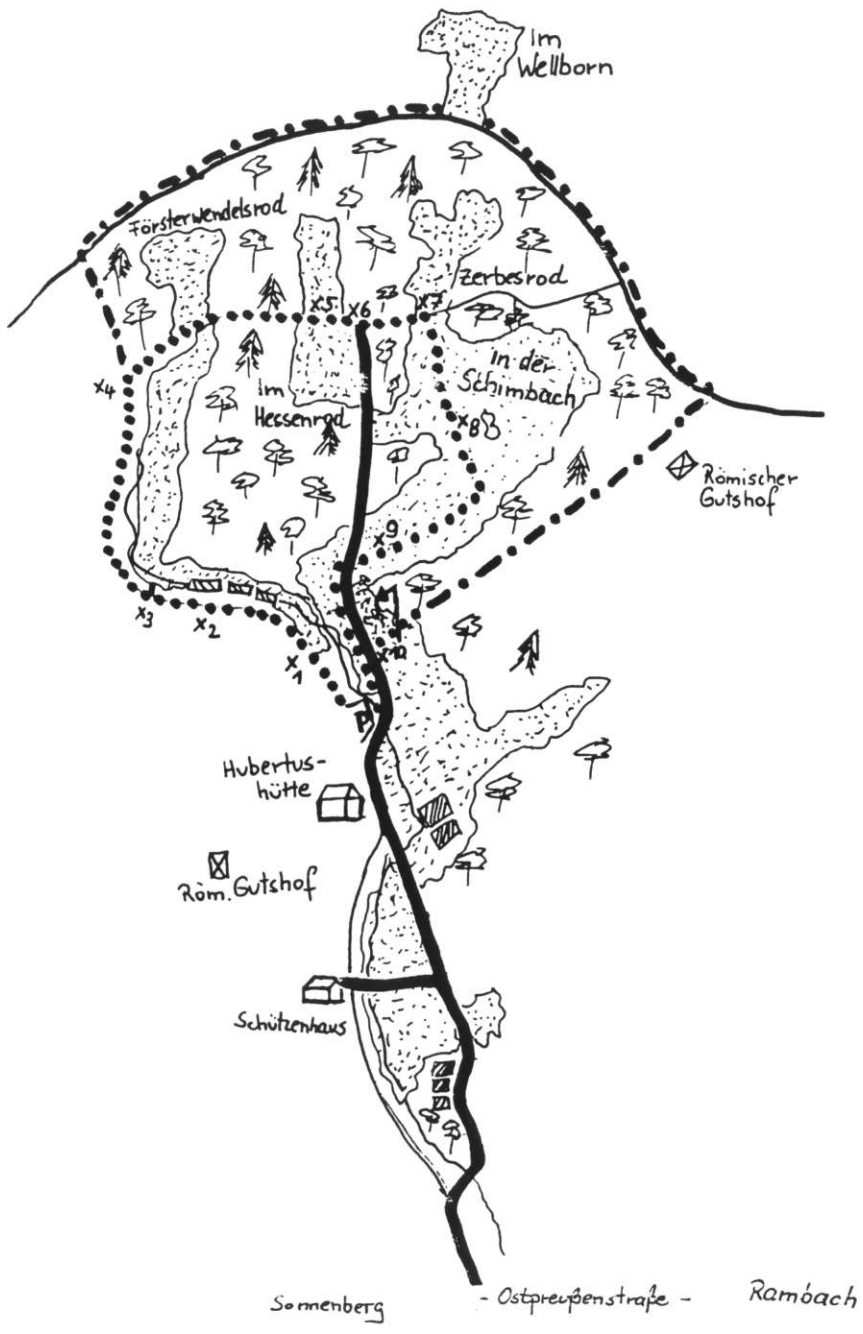 Im
Wellborn
Försterwendelsrod
Zerbesrod
x5
x6
x7
In der
Schimbach
x4
Im
Hessenrod
x8
Römischer
Gutshof
x9
x3
x2
x10
x1
P
Hubertus-
hütte
Röm. Gutshof
Schützenhaus
Sonnenberg - Ostpreußenstraße - Rambach